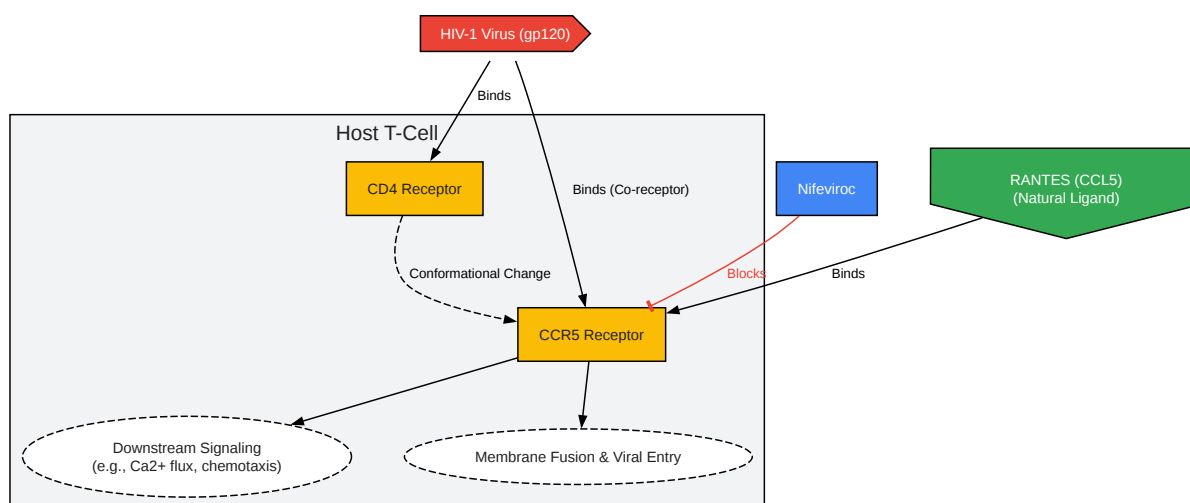 HIV-1 Virus (gp120)
Binds
Host T-Cell
CD4 Receptor
Binds (Co-receptor)
Nifeviroc
RANTES (CCL5)
(Natural Ligand)
Conformational Change
Blocks
Binds
CCR5 Receptor
Downstream Signaling
(e.g., Ca2+ flux, chemotaxis)
Membrane Fusion & Viral Entry